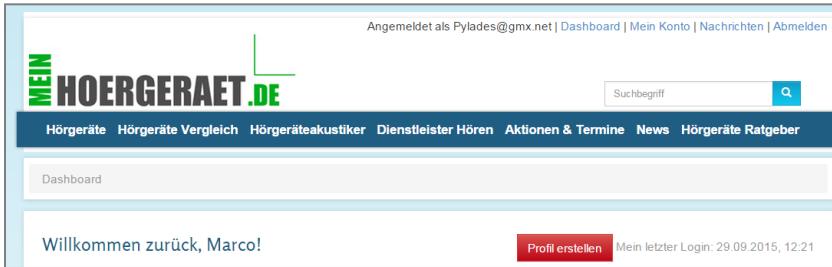 Angemeldet als Pylades@gmx.net | Dashboard | Mein Konto | Nachrichten | Abmelden
MEIN HOERGERAET.DE
Suchbegriff
Hörgeräte Hörgeräte Vergleich Hörgeräteakustiker Dienstleister Hören Aktionen & Termine News Hörgeräte Ratgeber
Dashboard
Willkommen zurück, Marco! Profil erstellen Mein letzter Login: 29.09.2015, 12:21